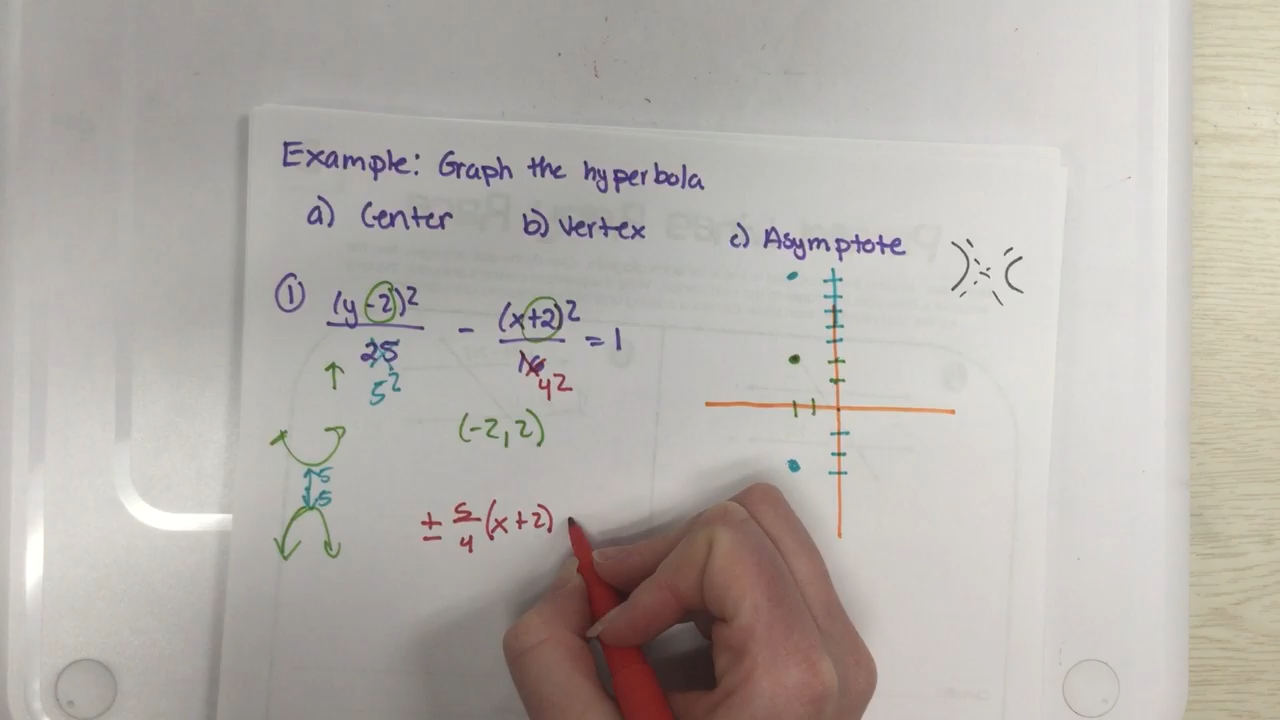 Example: Graph the hyperbola
a) Center b) Vertex c) Asymptote
① (y-2)²/25 - (x+2)²/16 = 1
5² 4²
(-2,2)
5
5
± 5/4 (x+2)